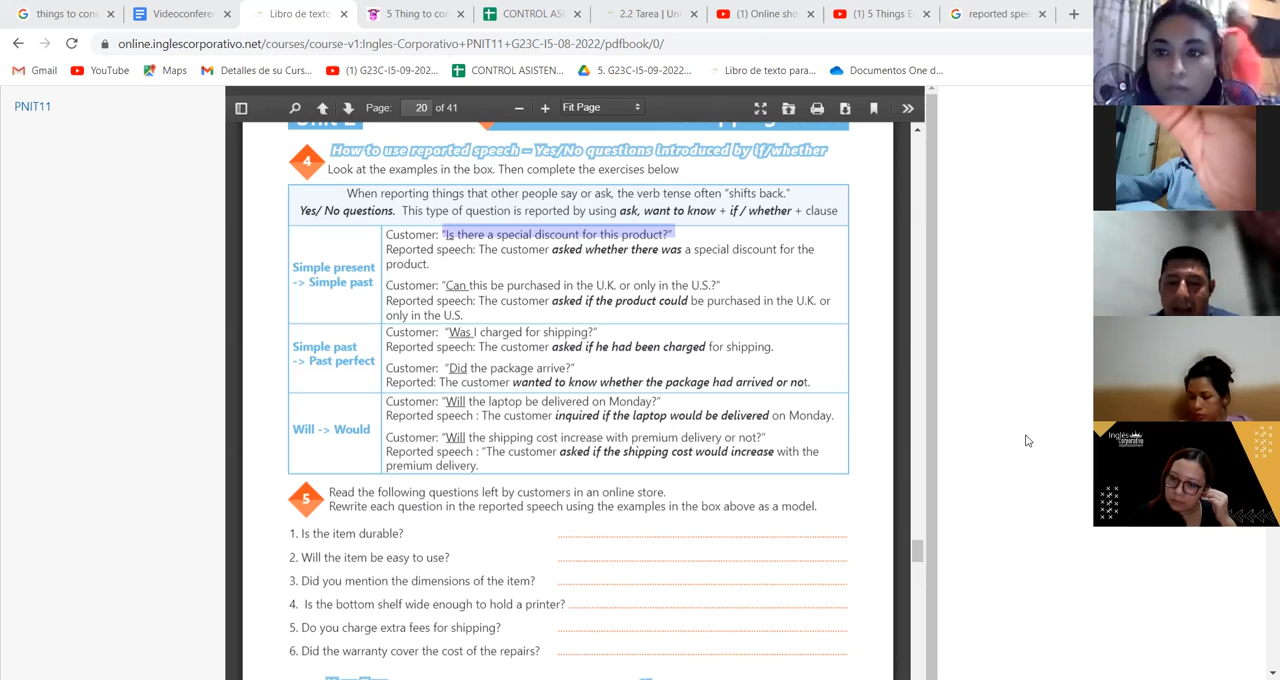 things to cons
Videoconferen
Libro de texto
5 Thing to con
CONTROL ASI
2.2 Tarea | Uni
(1) Online sho
(1) 5 Things E
reported spee
online.inglescorporativo.net/courses/course-v1:Ingles-Corporativo+PNIT11+G23C-I5-08-2022/pdfbook/0/
Gmail
YouTube
Maps
Detalles de su Curs...
(1) G23C-I5-09-202...
CONTROL ASISTEN...
5. G23C-I5-09-2022...
Libro de texto para...
Documentos One d...
PNIT11
Page: 20 of 41
Fit Page
4 How to use reported speech – Yes/No questions introduced by if/whether
Look at the examples in the box. Then complete the exercises below
When reporting things that other people say or ask, the verb tense often "shifts back."
Yes/ No questions. This type of question is reported by using ask, want to know + if / whether + clause
Simple present
-> Simple past
Customer: "Is there a special discount for this product?"
Reported speech: The customer asked whether there was a special discount for the
product.
Customer: "Can this be purchased in the U.K. or only in the U.S.?"
Reported speech: The customer asked if the product could be purchased in the U.K. or
only in the U.S.
Simple past
-> Past perfect
Customer: "Was I charged for shipping?"
Reported speech: The customer asked if he had been charged for shipping.
Customer: "Did the package arrive?"
Reported: The customer wanted to know whether the package had arrived or not.
Will -> Would
Customer: "Will the laptop be delivered on Monday?"
Reported speech : The customer inquired if the laptop would be delivered on Monday.
Customer: "Will the shipping cost increase with premium delivery or not?"
Reported speech : "The customer asked if the shipping cost would increase with the
premium delivery.
5 Read the following questions left by customers in an online store.
Rewrite each question in the reported speech using the examples in the box above as a model.
1. Is the item durable?
2. Will the item be easy to use?
3. Did you mention the dimensions of the item?
4. Is the bottom shelf wide enough to hold a printer?
5. Do you charge extra fees for shipping?
6. Did the warranty cover the cost of the repairs?
Inglés
Corporativo